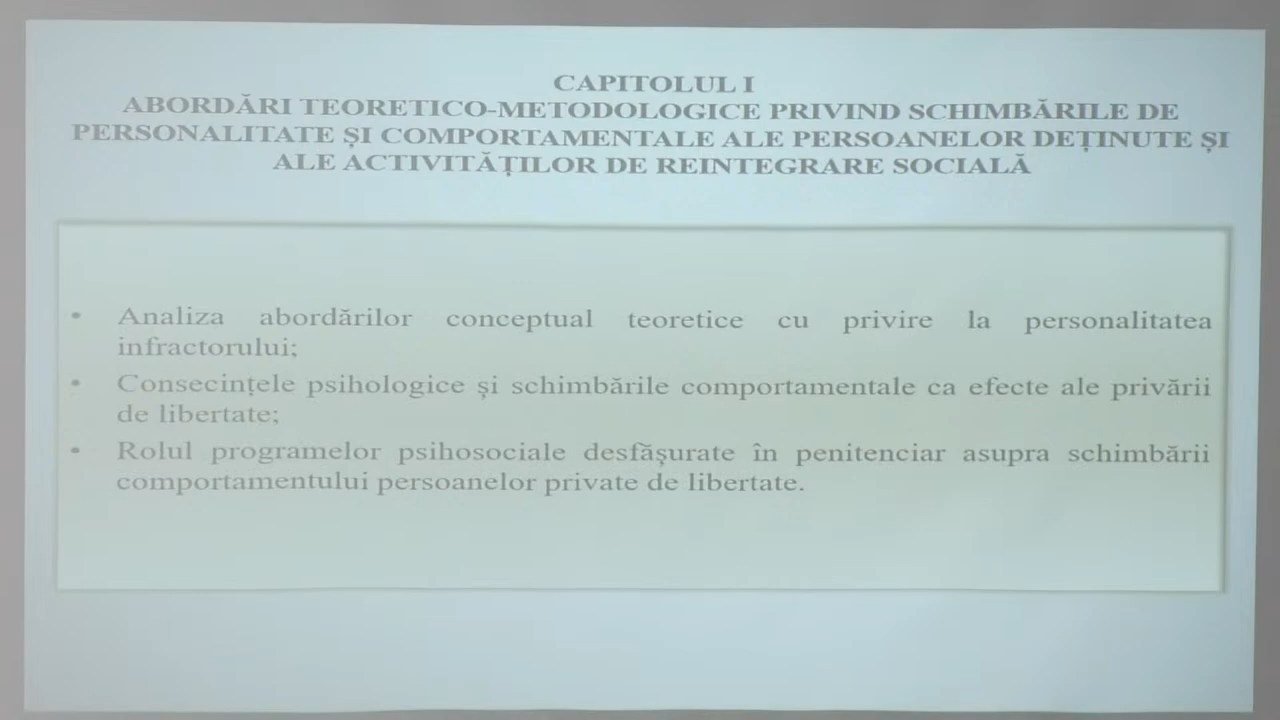 CAPITOLUL I
ABORDĂRI TEORETICO-METODOLOGICE PRIVIND SCHIMBĂRILE DE
PERSONALITATE ȘI COMPORTAMENTALE ALE PERSOANELOR DEȚINUTE ȘI
ALE ACTIVITĂȚILOR DE REINTEGRARE SOCIALĂ
• Analiza abordărilor conceptual teoretice cu privire la personalitatea
infractorului;
• Consecințele psihologice și schimbările comportamentale ca efecte ale privării
de libertate;
• Rolul programelor psihosociale desfășurate în penitenciar asupra schimbării
comportamentului persoanelor private de libertate.